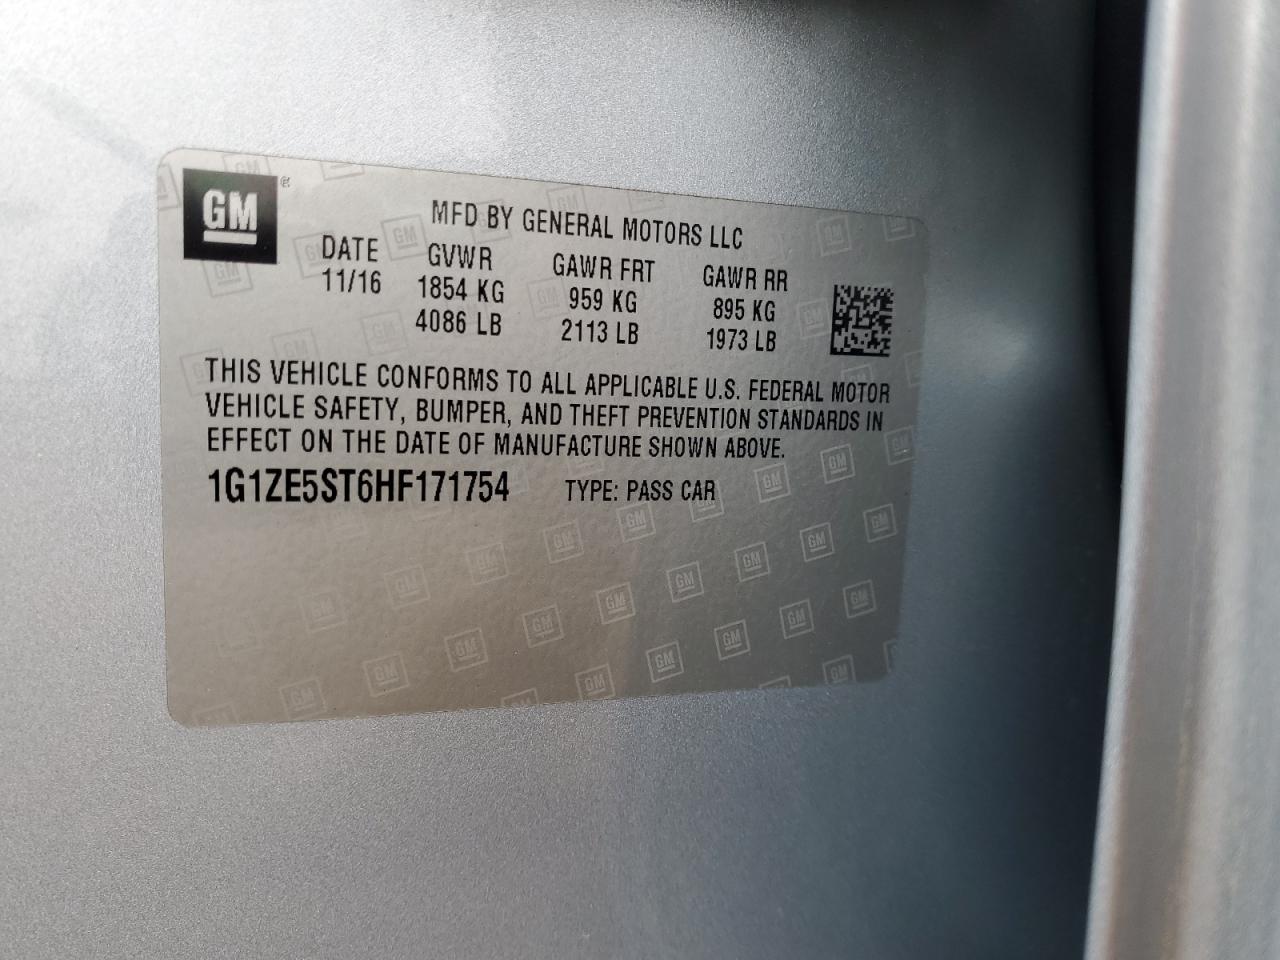 GM
MFD BY GENERAL MOTORS LLC
DATE GVWR GAWR FRT GAWR RR
11/16 1854 KG 959 KG 895 KG
4086 LB 2113 LB 1973 LB
THIS VEHICLE CONFORMS TO ALL APPLICABLE U.S. FEDERAL MOTOR
VEHICLE SAFETY, BUMPER, AND THEFT PREVENTION STANDARDS IN
EFFECT ON THE DATE OF MANUFACTURE SHOWN ABOVE.
1G1ZE5ST6HF171754 TYPE: PASS CAR